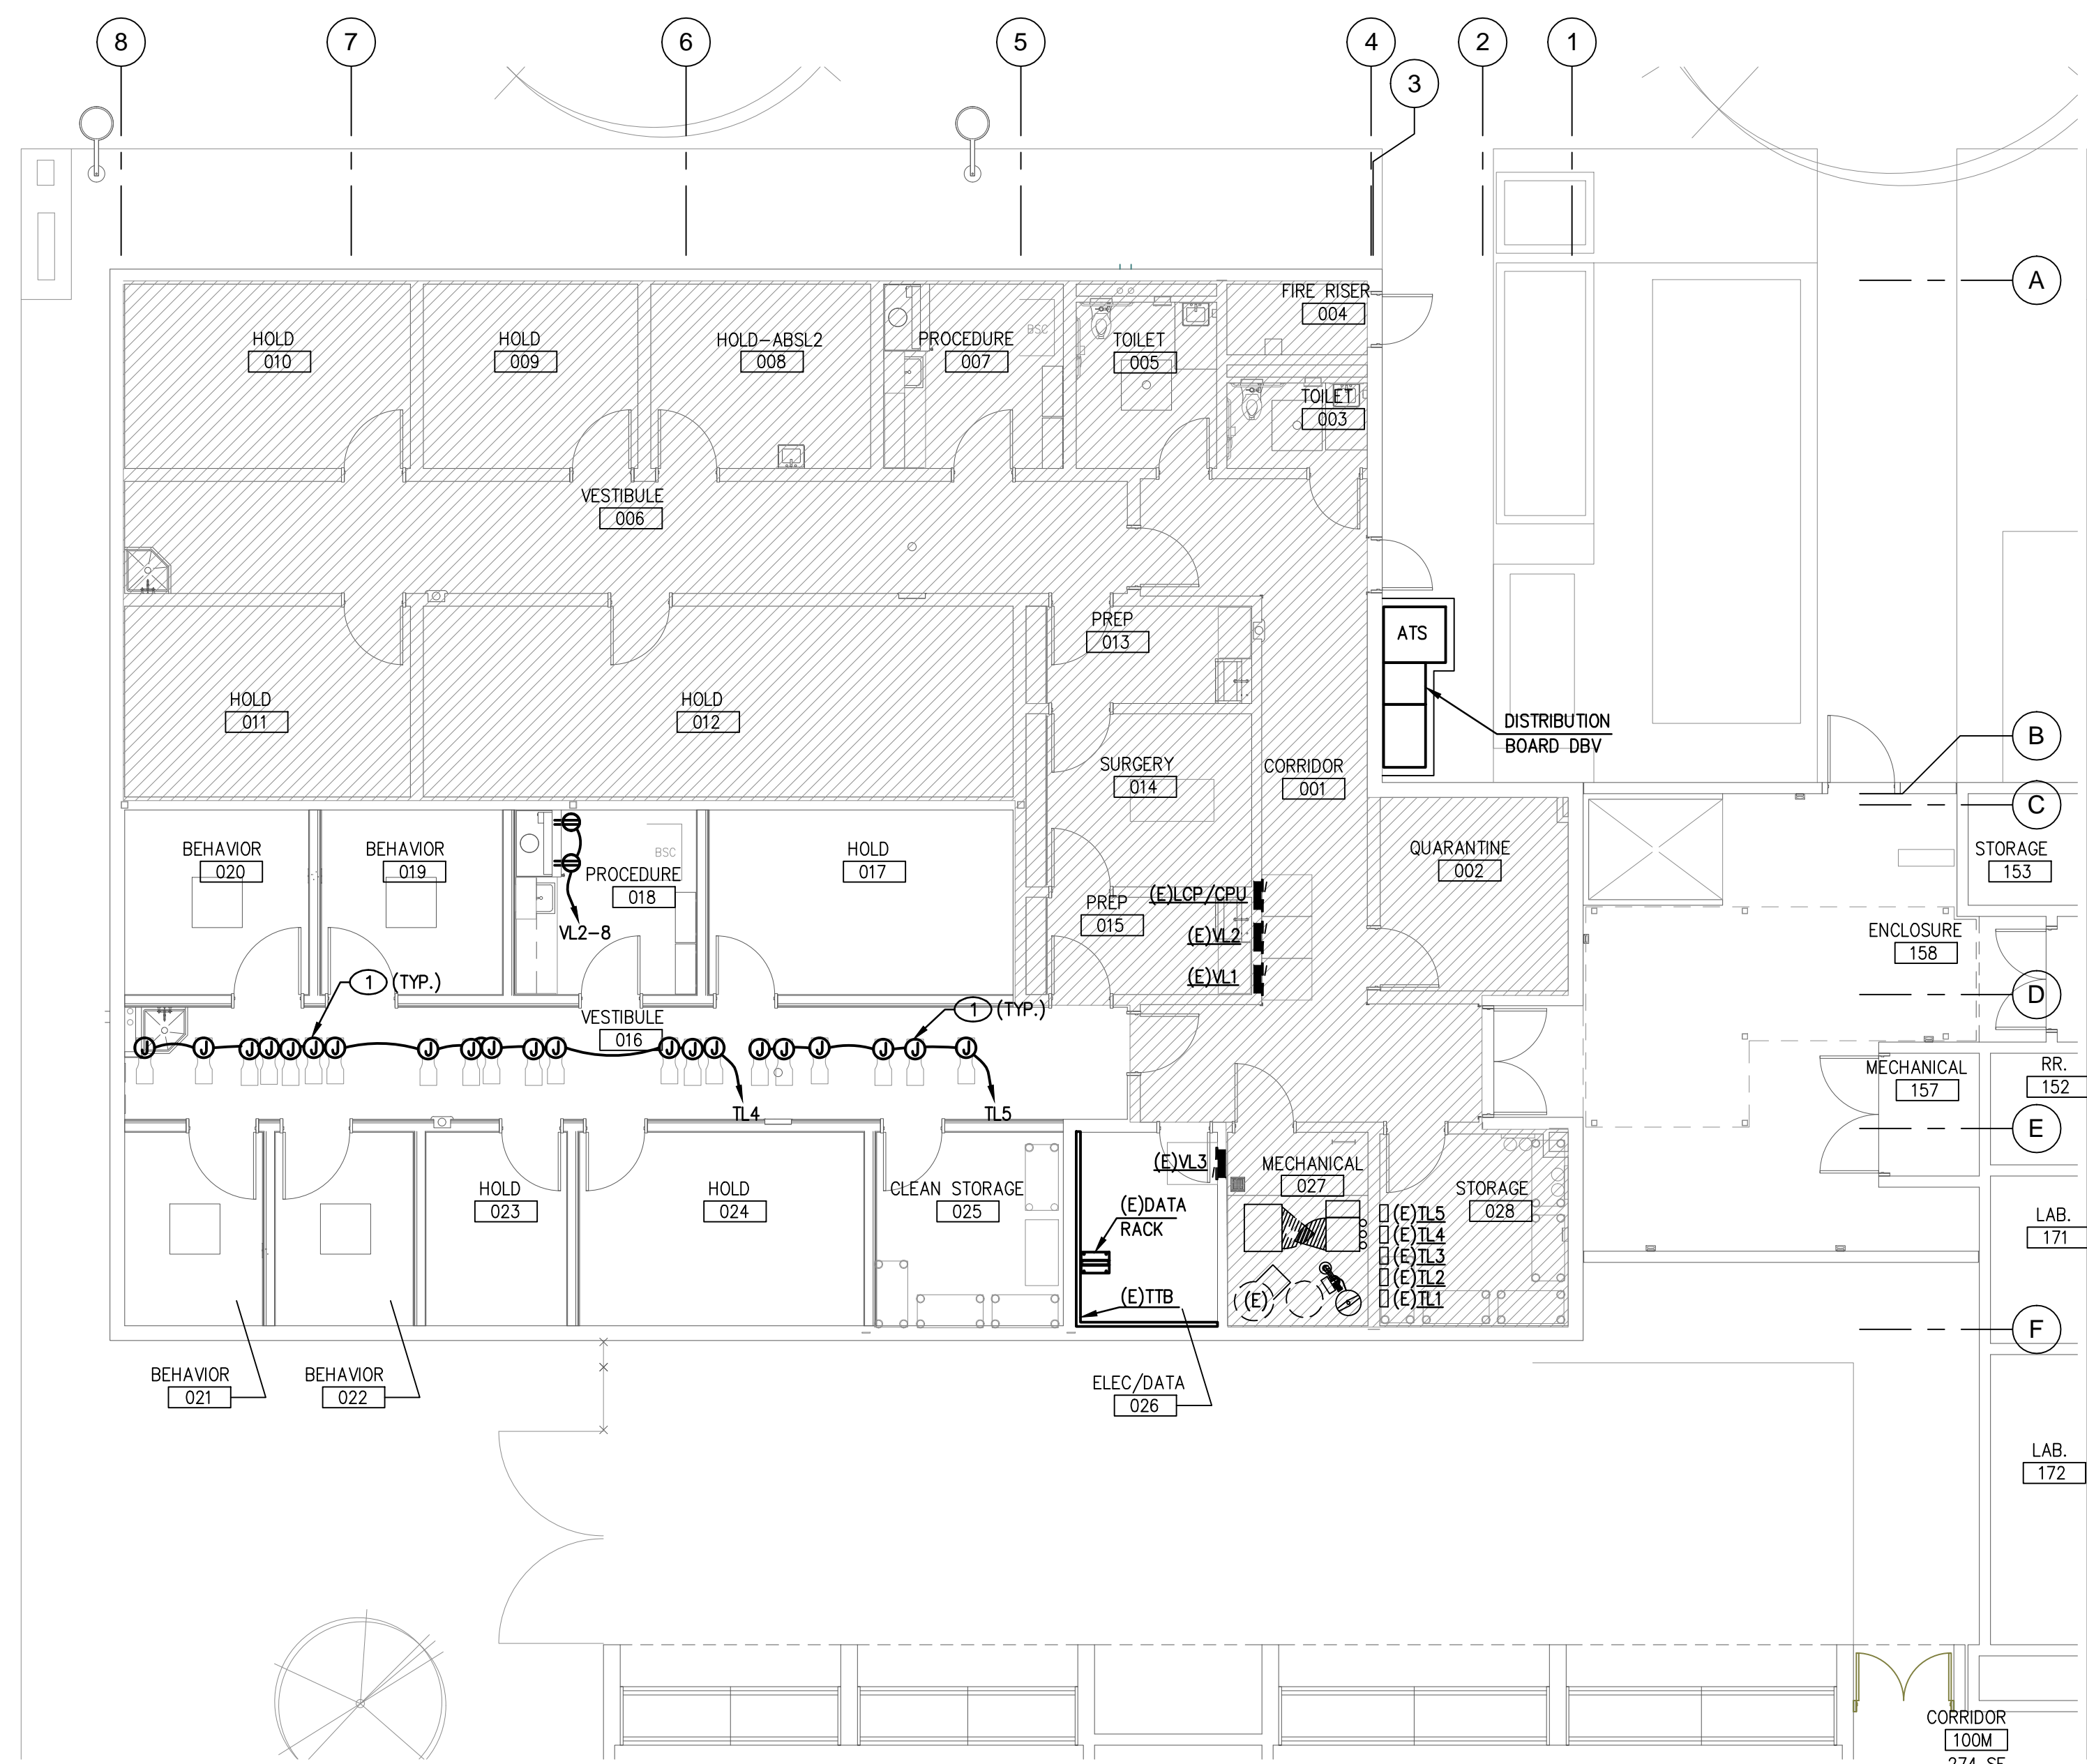 8
7
6
5
4
2
1
3
A
FIRE RISER
004
HOLD
010
HOLD
009
HOLD-ABSL2
008
PROCEDURE
007
BSC
TOILET
005
TOILET
003
VESTIBULE
006
PREP
013
ATS
HOLD
011
HOLD
012
DISTRIBUTION
BOARD DBV
B
SURGERY
014
CORRIDOR
001
C
BEHAVIOR
020
BEHAVIOR
019
BSC
PROCEDURE
018
HOLD
017
QUARANTINE
002
STORAGE
153
(E)LCP/CPU
PREP
015
VL2-8
(E)VL2
ENCLOSURE
158
(E)VL1
1 (TYP.)
D
1 (TYP.)
VESTIBULE
016
J J J J J J J J J J J J J J J J J J J J J
MECHANICAL
157
RR.
152
TL4
TL5
E
(E)VL3
MECHANICAL
027
HOLD
023
HOLD
024
CLEAN STORAGE
025
STORAGE
028
(E)DATA
RACK
(E)TL5
(E)TL4
(E)TL3
(E)TL2
(E)TL1
LAB.
171
(E)TTB
(E)
F
BEHAVIOR
021
BEHAVIOR
022
ELEC/DATA
026
LAB.
172
CORRIDOR
100M
274 SF